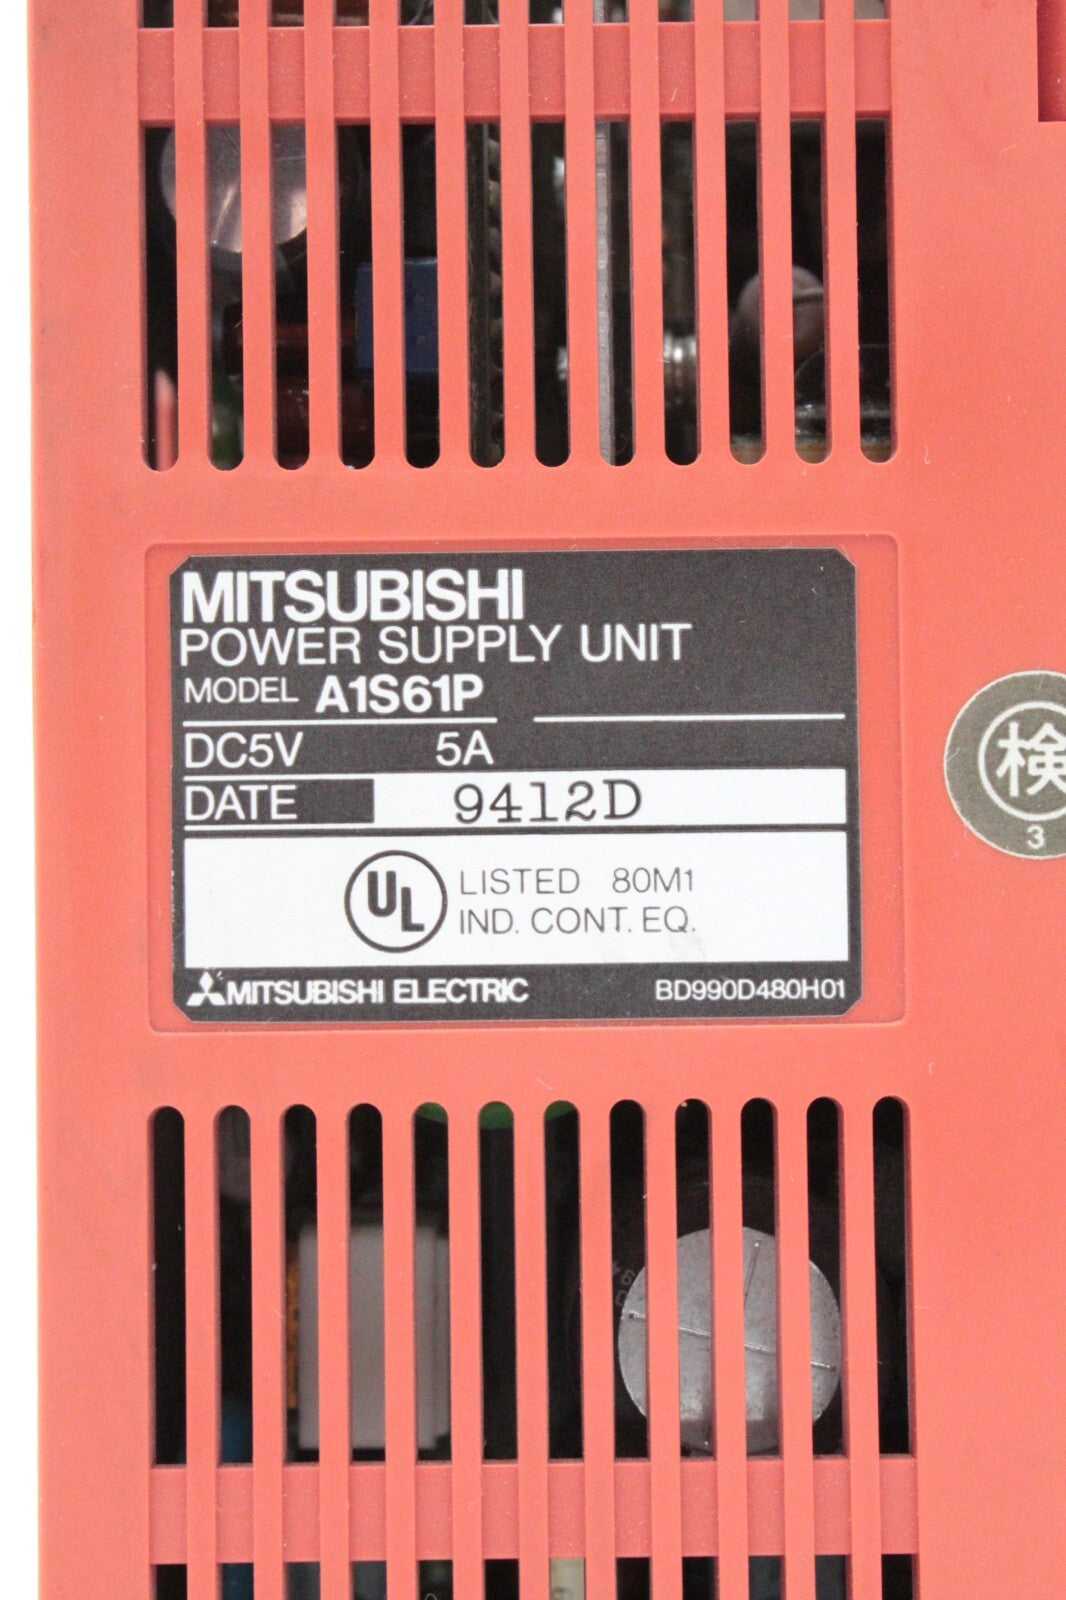 MITSUBISHI
POWER SUPPLY UNIT
MODEL A1S61P
DC5V 5A
DATE 9412D
UL LISTED 80M1
IND. CONT. EQ.
MITSUBISHI ELECTRIC BD990D480H01
検
3